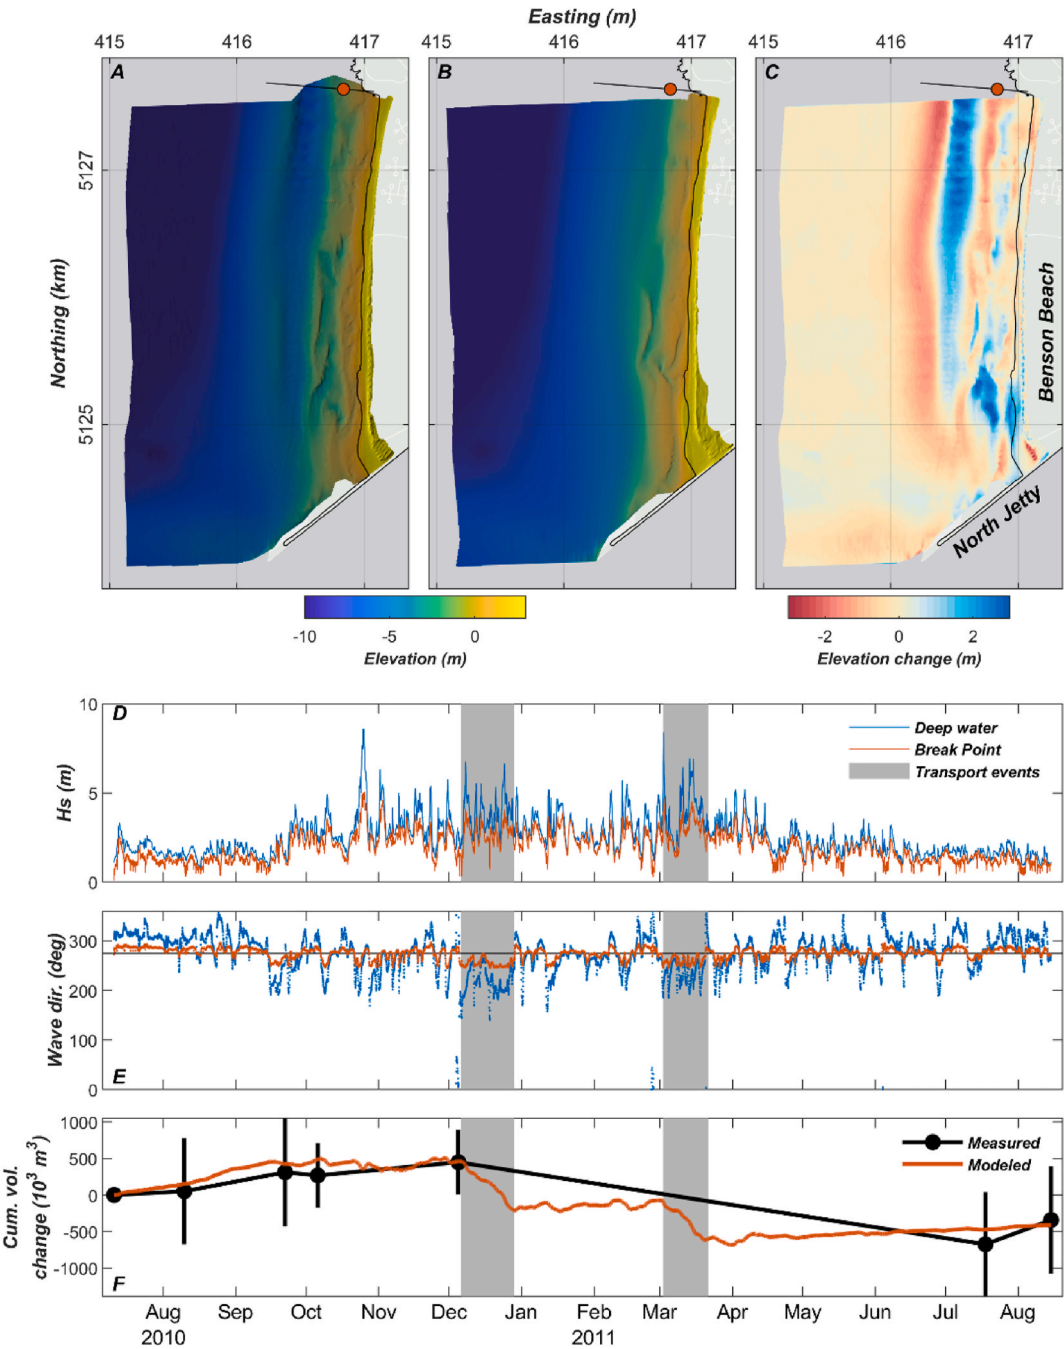 Easting (m)
415 416 417 415 416 417 415 416 417
A B C
Northing (km)
5127
5125
Benson Beach
North Jetty
-10 -5 0
Elevation (m)
-2 0 2
Elevation change (m)
D
Hs (m)
10
5
0
Deep water
Break Point
Transport events
E
Wave dir. (deg)
300
200
100
0
F
Cum. vol.
change (10³ m³)
1000
500
0
-500
-1000
Measured
Modeled
Aug Sep Oct Nov Dec Jan Feb Mar Apr May Jun Jul Aug
2010 2011